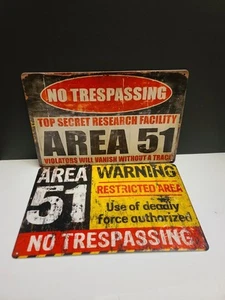 NO TRESPASSING
TOP SECRET RESEARCH FACILITY
AREA 51
VIOLATORS WILL VANISH WITHOUT A TRACE
AREA
51
WARNING
RESTRICTED AREA
Use of deadly
force authorized
NO TRESPASSING